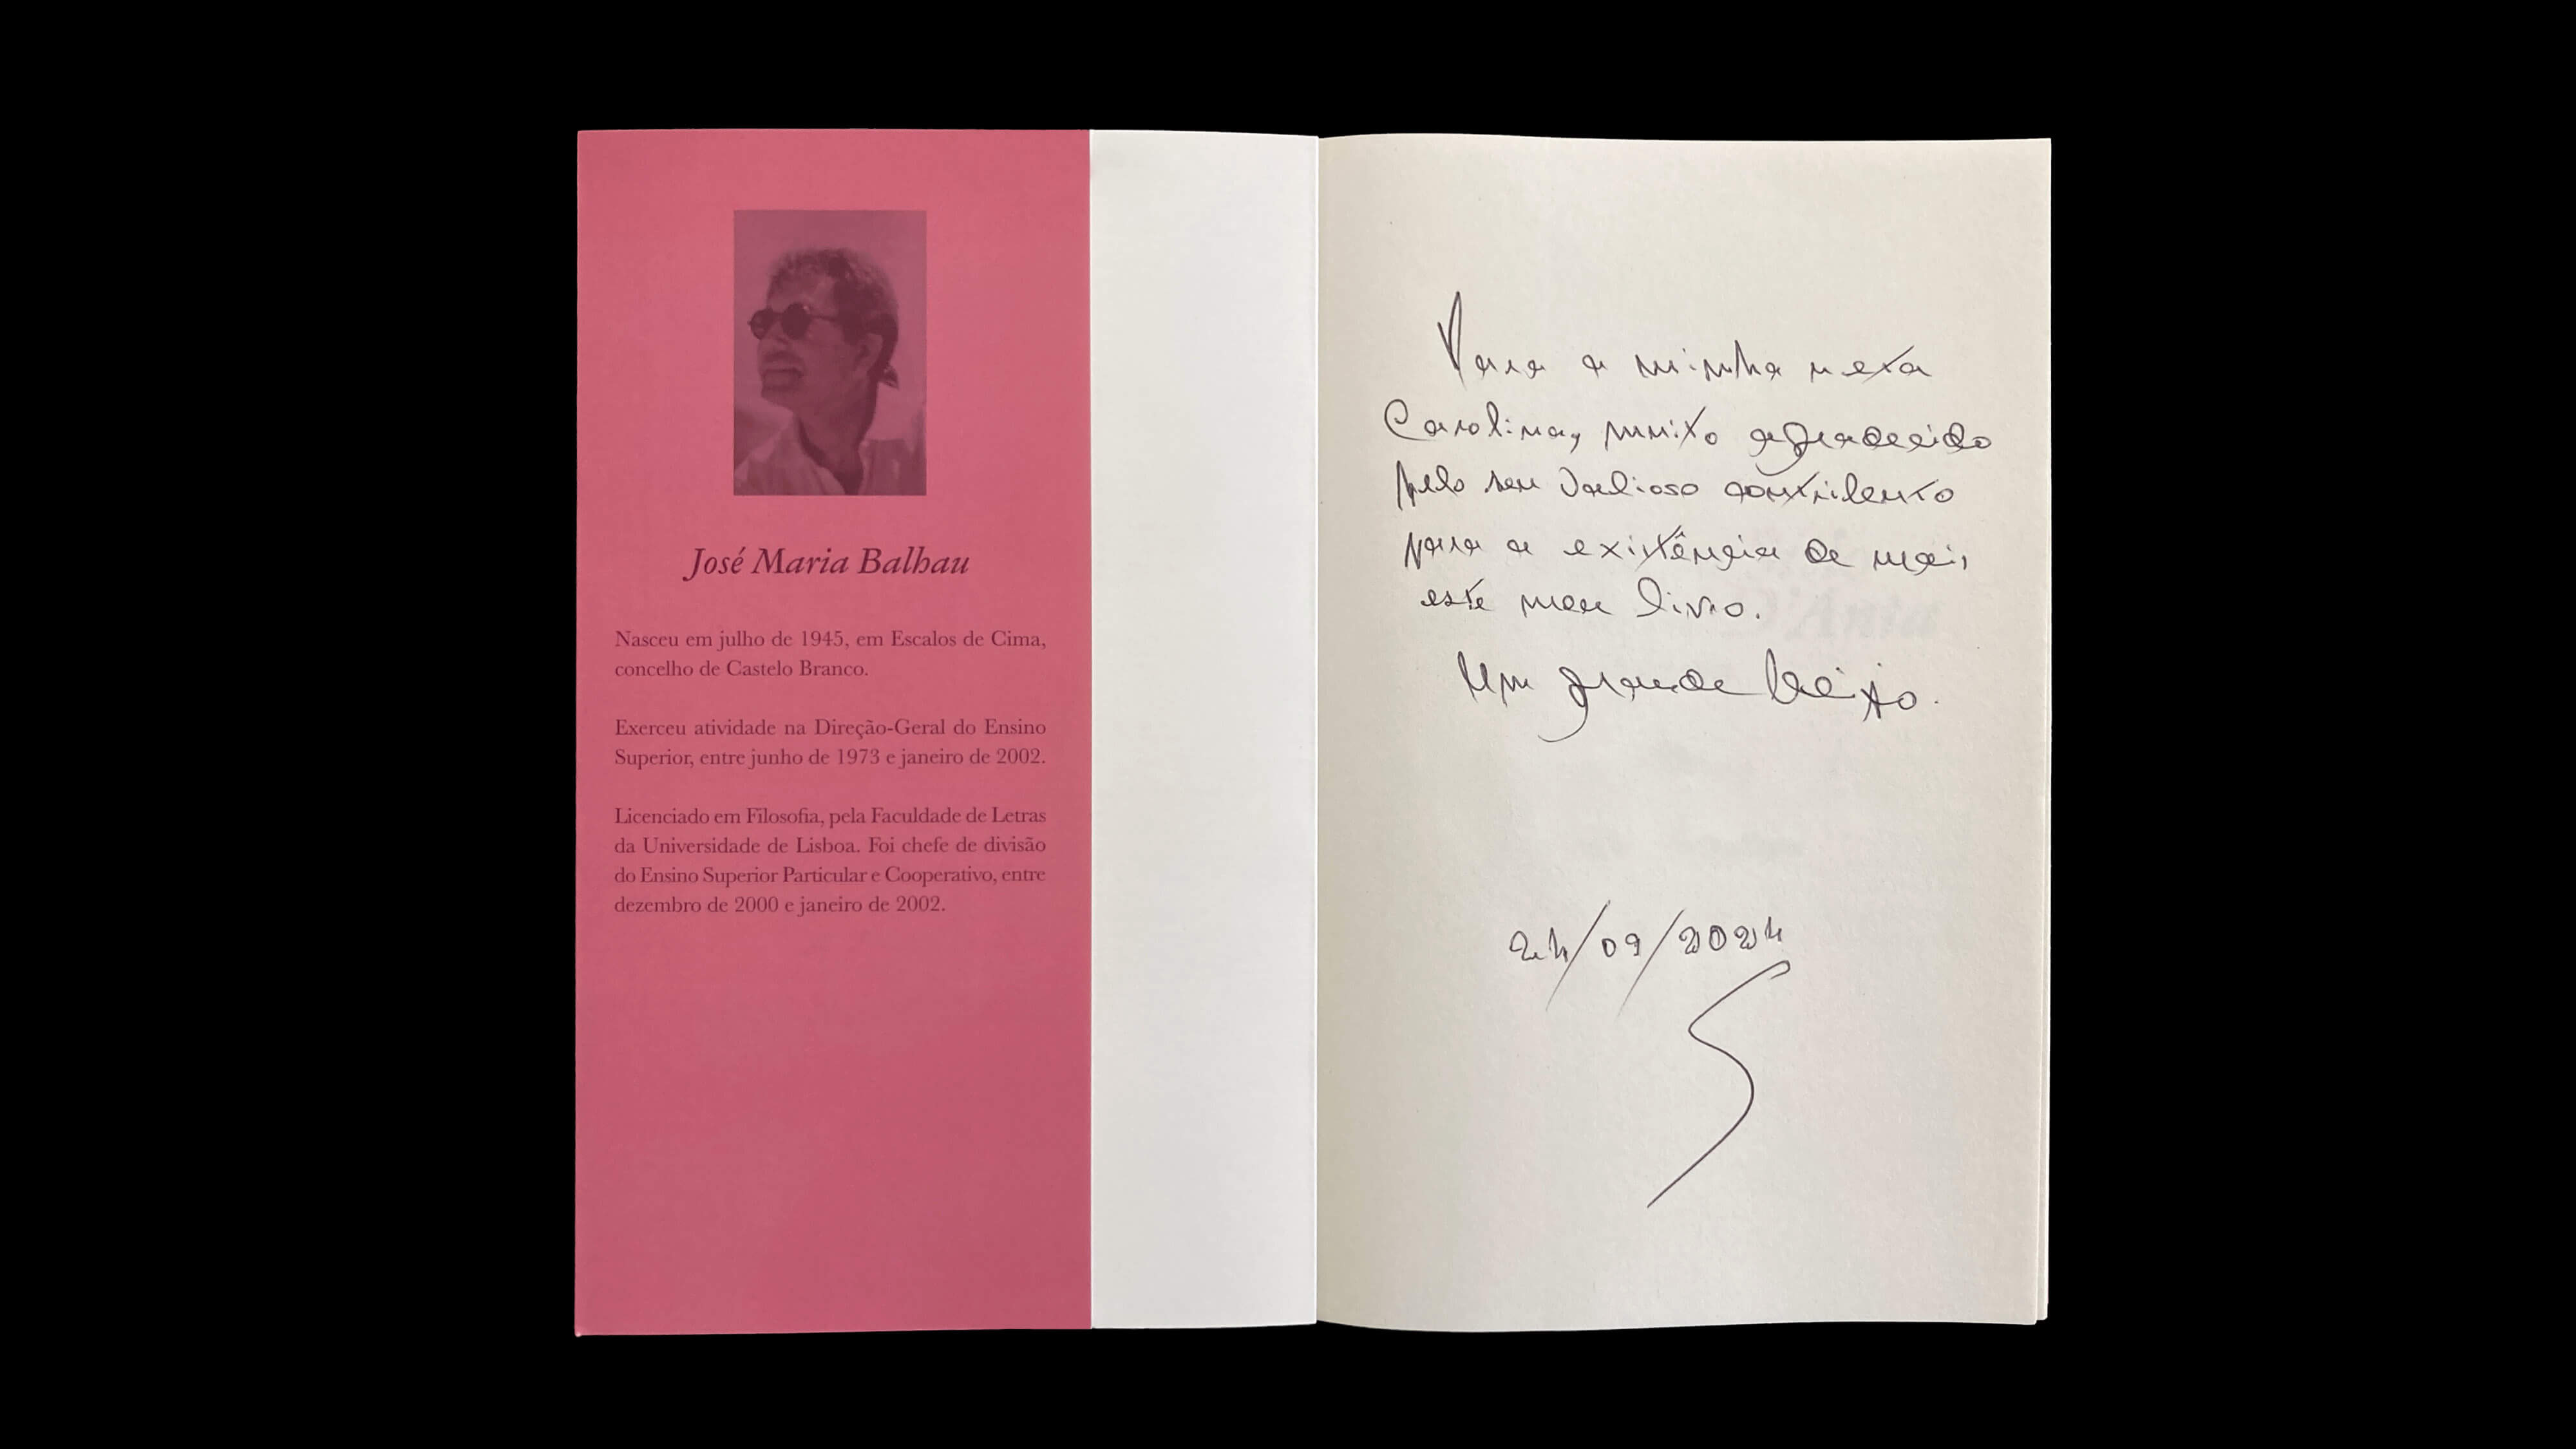 José Maria Balhau
Nasceu em julho de 1945, em Escalos de Cima,
concelho de Castelo Branco.
Exerceu atividade na Direção-Geral do Ensino
Superior, entre junho de 1973 e janeiro de 2002.
Licenciado em Filosofia, pela Faculdade de Letras
da Universidade de Lisboa. Foi chefe de divisão
do Ensino Superior Particular e Cooperativo, entre
dezembro de 2000 e janeiro de 2002.
Para a minha neta
Carolina, muito agradecido
pelo seu valioso contributo
para a existência de mais
este meu livro.
Um grande beijo.
24/09/2024